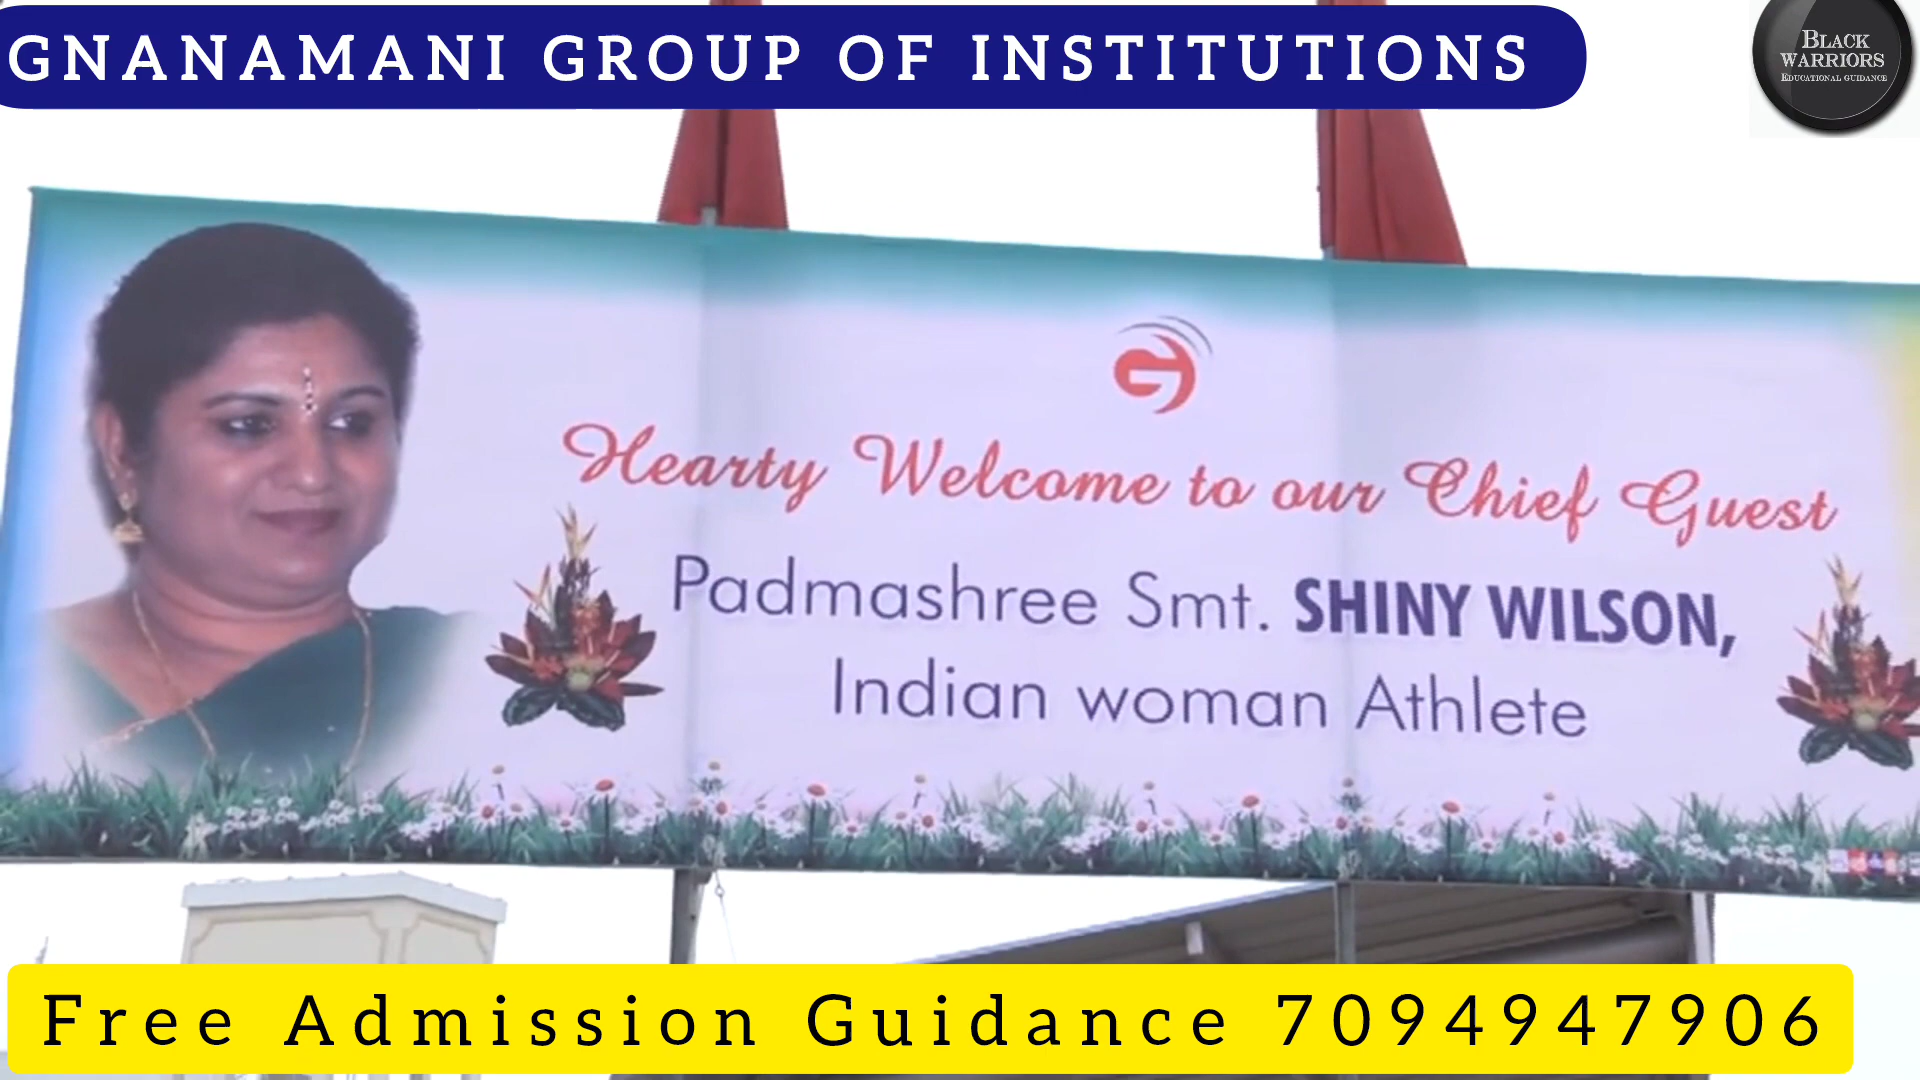 GNANAMANI GROUP OF INSTITUTIONS
BLACK
WARRIORS
EDUCATIONAL GUIDANCE
Hearty Welcome to our Chief Guest
Padmashree Smt. SHINY WILSON,
Indian woman Athlete
Free Admission Guidance 7094947906